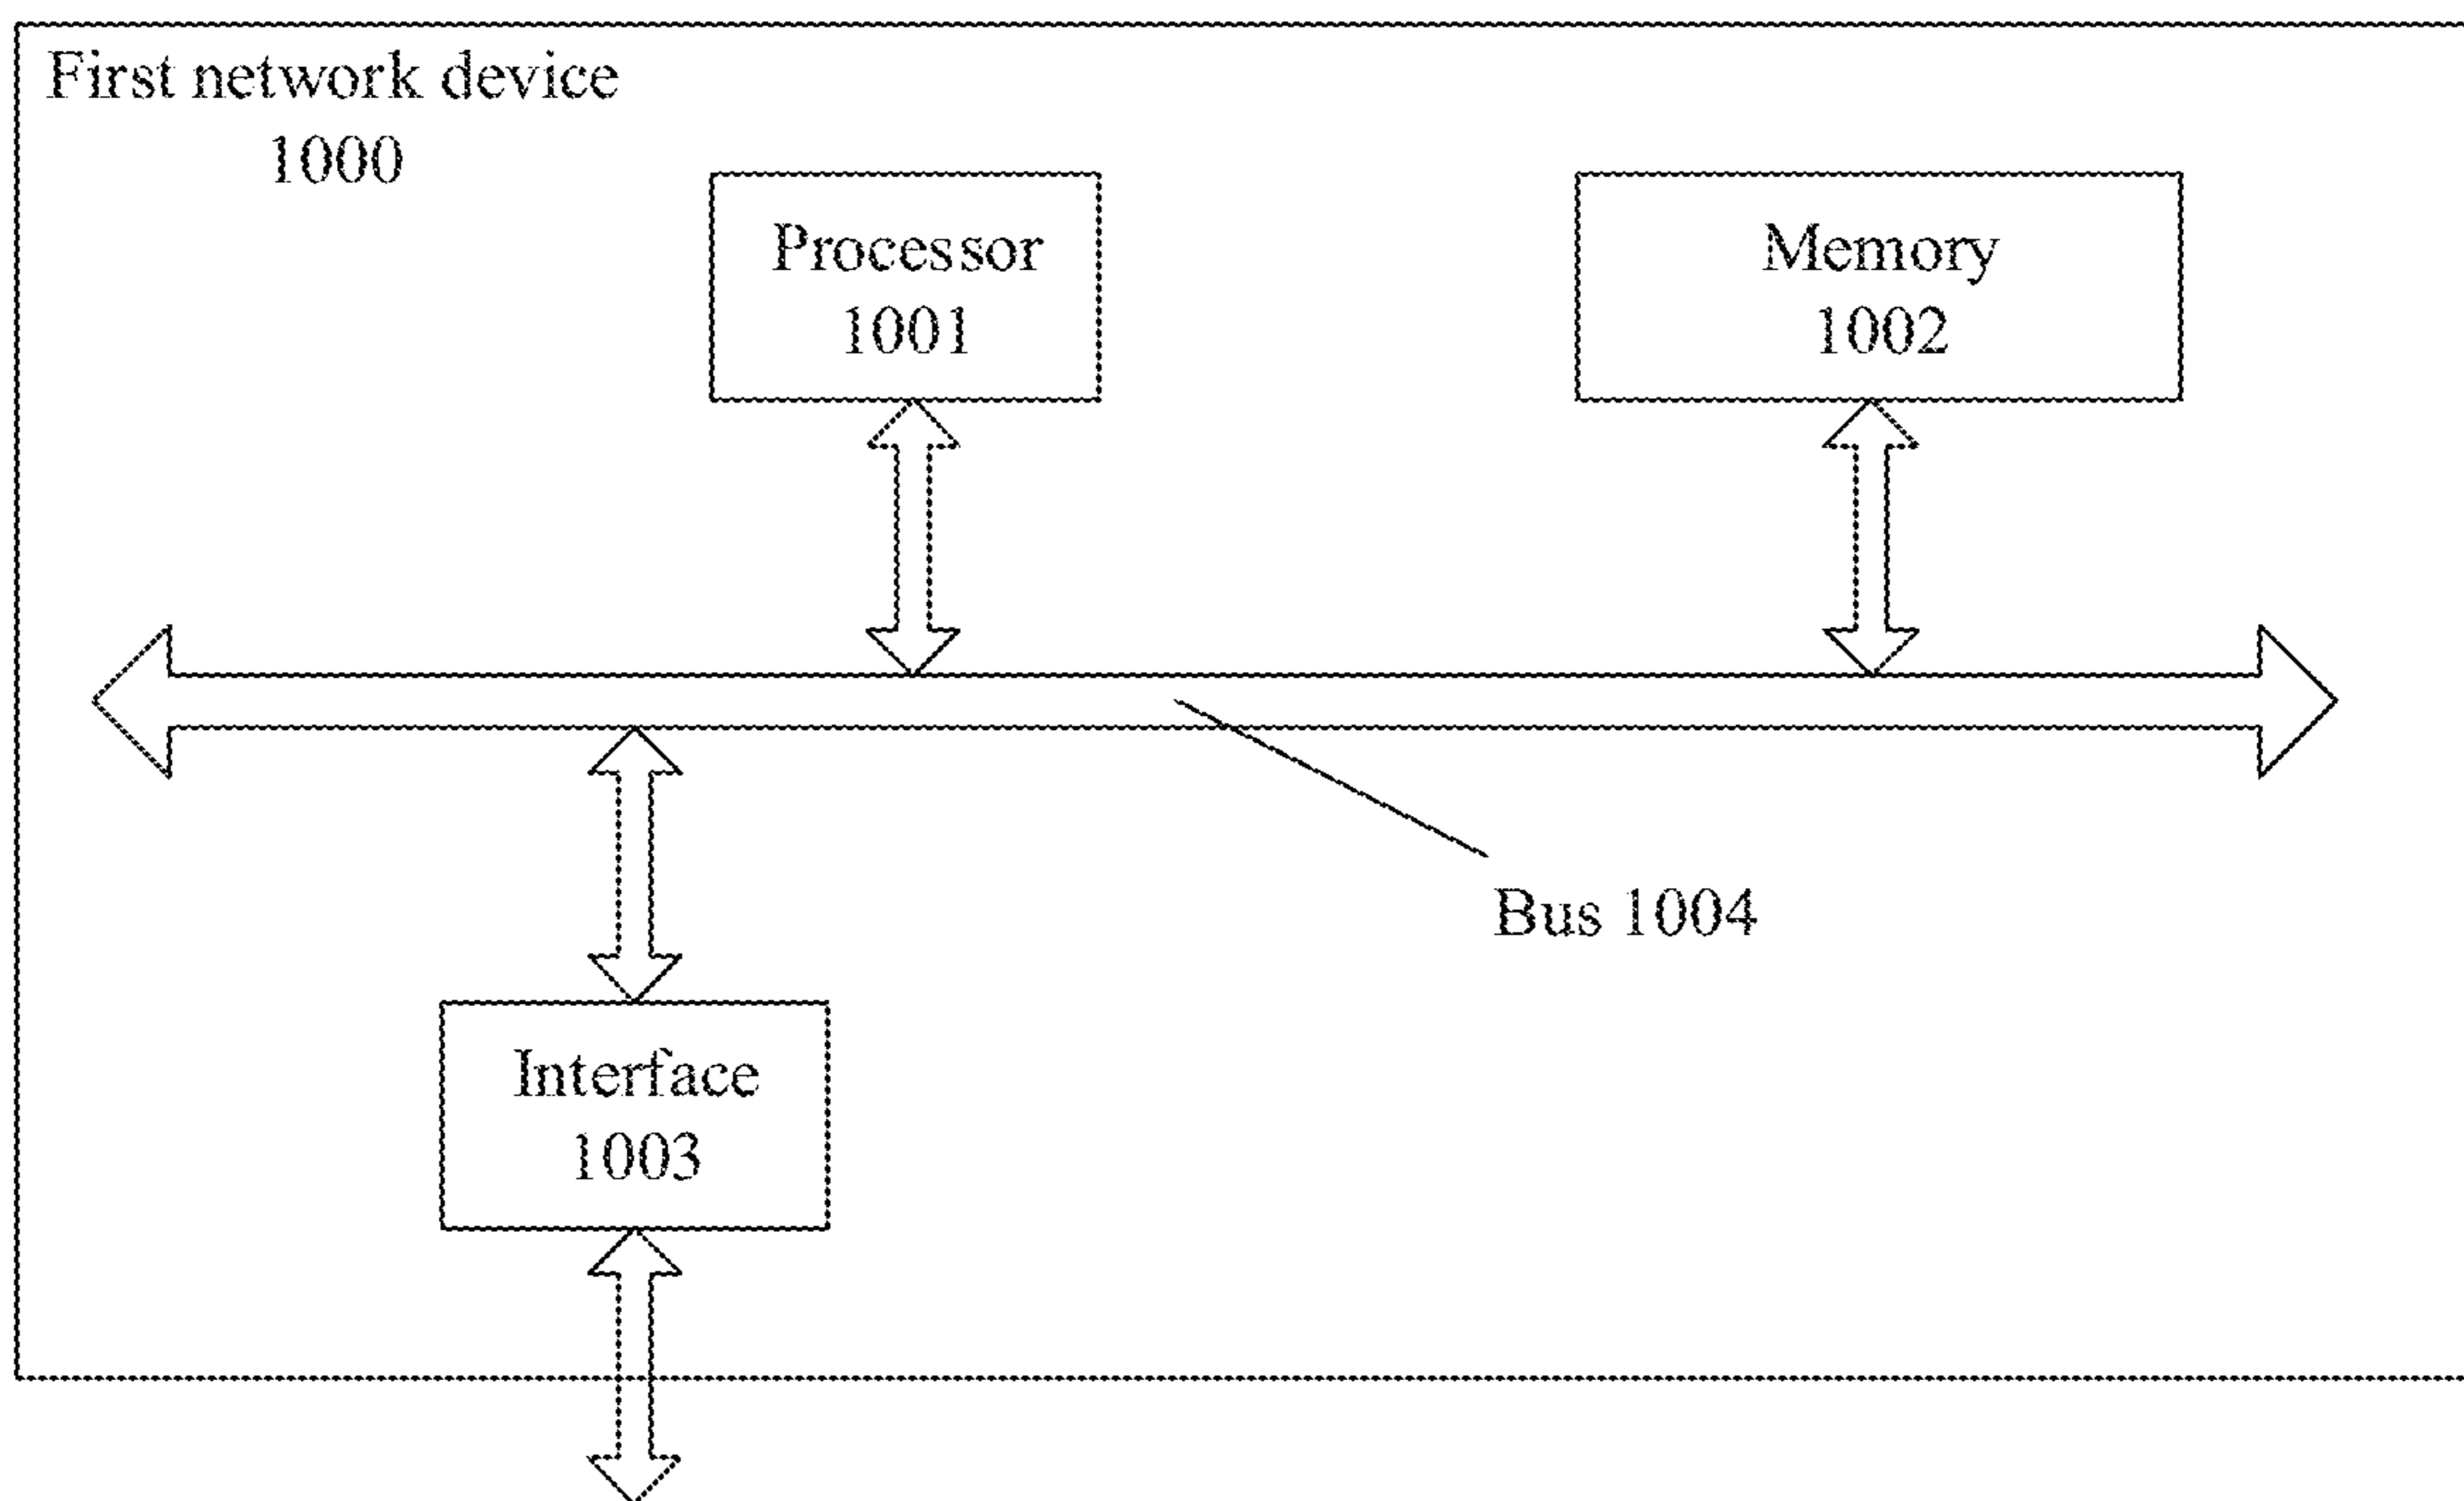 First network device
1000
Processor
1001
Memory
1002
Bus 1004
Interface
1003